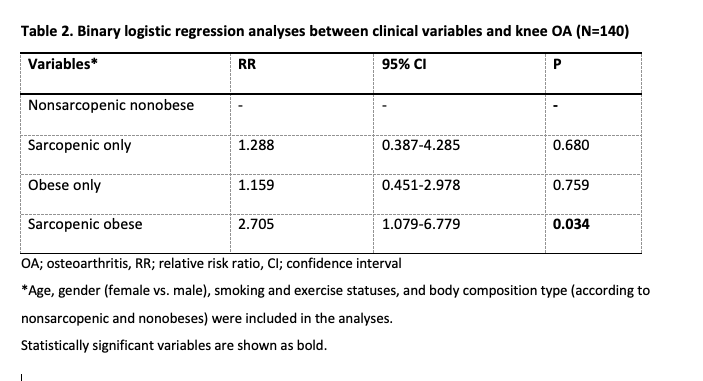 Table 2. Binary logistic regression analyses between clinical variables and knee OA (N=140)
Variables* RR 95% CI P
Nonsarcopenic nonobese - - -
Sarcopenic only 1.288 0.387-4.285 0.680
Obese only 1.159 0.451-2.978 0.759
Sarcopenic obese 2.705 1.079-6.779 0.034
OA; osteoarthritis, RR; relative risk ratio, CI; confidence interval
*Age, gender (female vs. male), smoking and exercise statuses, and body composition type (according to
nonsarcopenic and nonobeses) were included in the analyses.
Statistically significant variables are shown as bold.